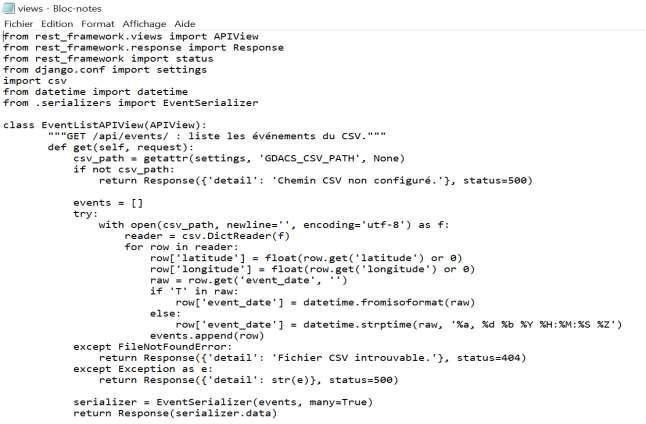 views - Bloc-notes
Fichier Edition Format Affichage Aide
from rest_framework.views import APIView
from rest_framework.response import Response
from rest_framework import status
from django.conf import settings
import csv
from datetime import datetime
from .serializers import EventSerializer

class EventListAPIView(APIView):
       """GET /api/events/ : liste les événements du CSV."""
       def get(self, request):
           csv_path = getattr(settings, 'GDACS_CSV_PATH', None)
           if not csv_path:
               return Response({'detail': 'Chemin CSV non configuré.'}, status=500)

           events = []
           try:
               with open(csv_path, newline='', encoding='utf-8') as f:
                   reader = csv.DictReader(f)
                   for row in reader:
                       row['latitude'] = float(row.get('latitude') or 0)
                       row['longitude'] = float(row.get('longitude') or 0)
                       raw = row.get('event_date', '')
                       if 'T' in raw:
                           row['event_date'] = datetime.fromisoformat(raw)
                       else:
                           row['event_date'] = datetime.strptime(raw, '%a, %d %b %Y %H:%M:%S %Z')
                       events.append(row)
           except FileNotFoundError:
               return Response({'detail': 'Fichier CSV introuvable.'}, status=404)
           except Exception as e:
               return Response({'detail': str(e)}, status=500)

           serializer = EventSerializer(events, many=True)
           return Response(serializer.data)